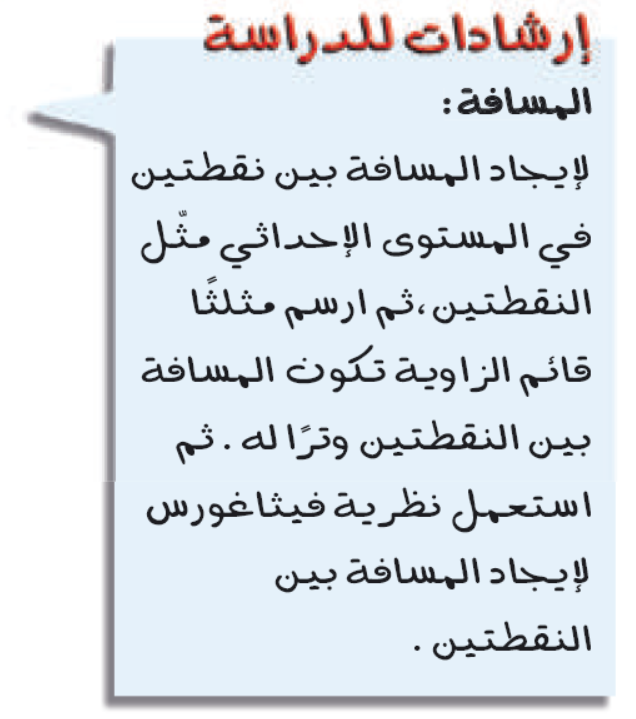 إرشادات للدراسة
المسافة:
لإيجاد المسافة بين نقطتين
في المستوى الإحداثي مثّل
النقطتين،ثم ارسم مثلثًا
قائم الزاوية تكون المسافة
بين النقطتين وترًا له . ثم
استعمل نظرية فيثاغورس
لإيجاد المسافة بين
النقطتين .